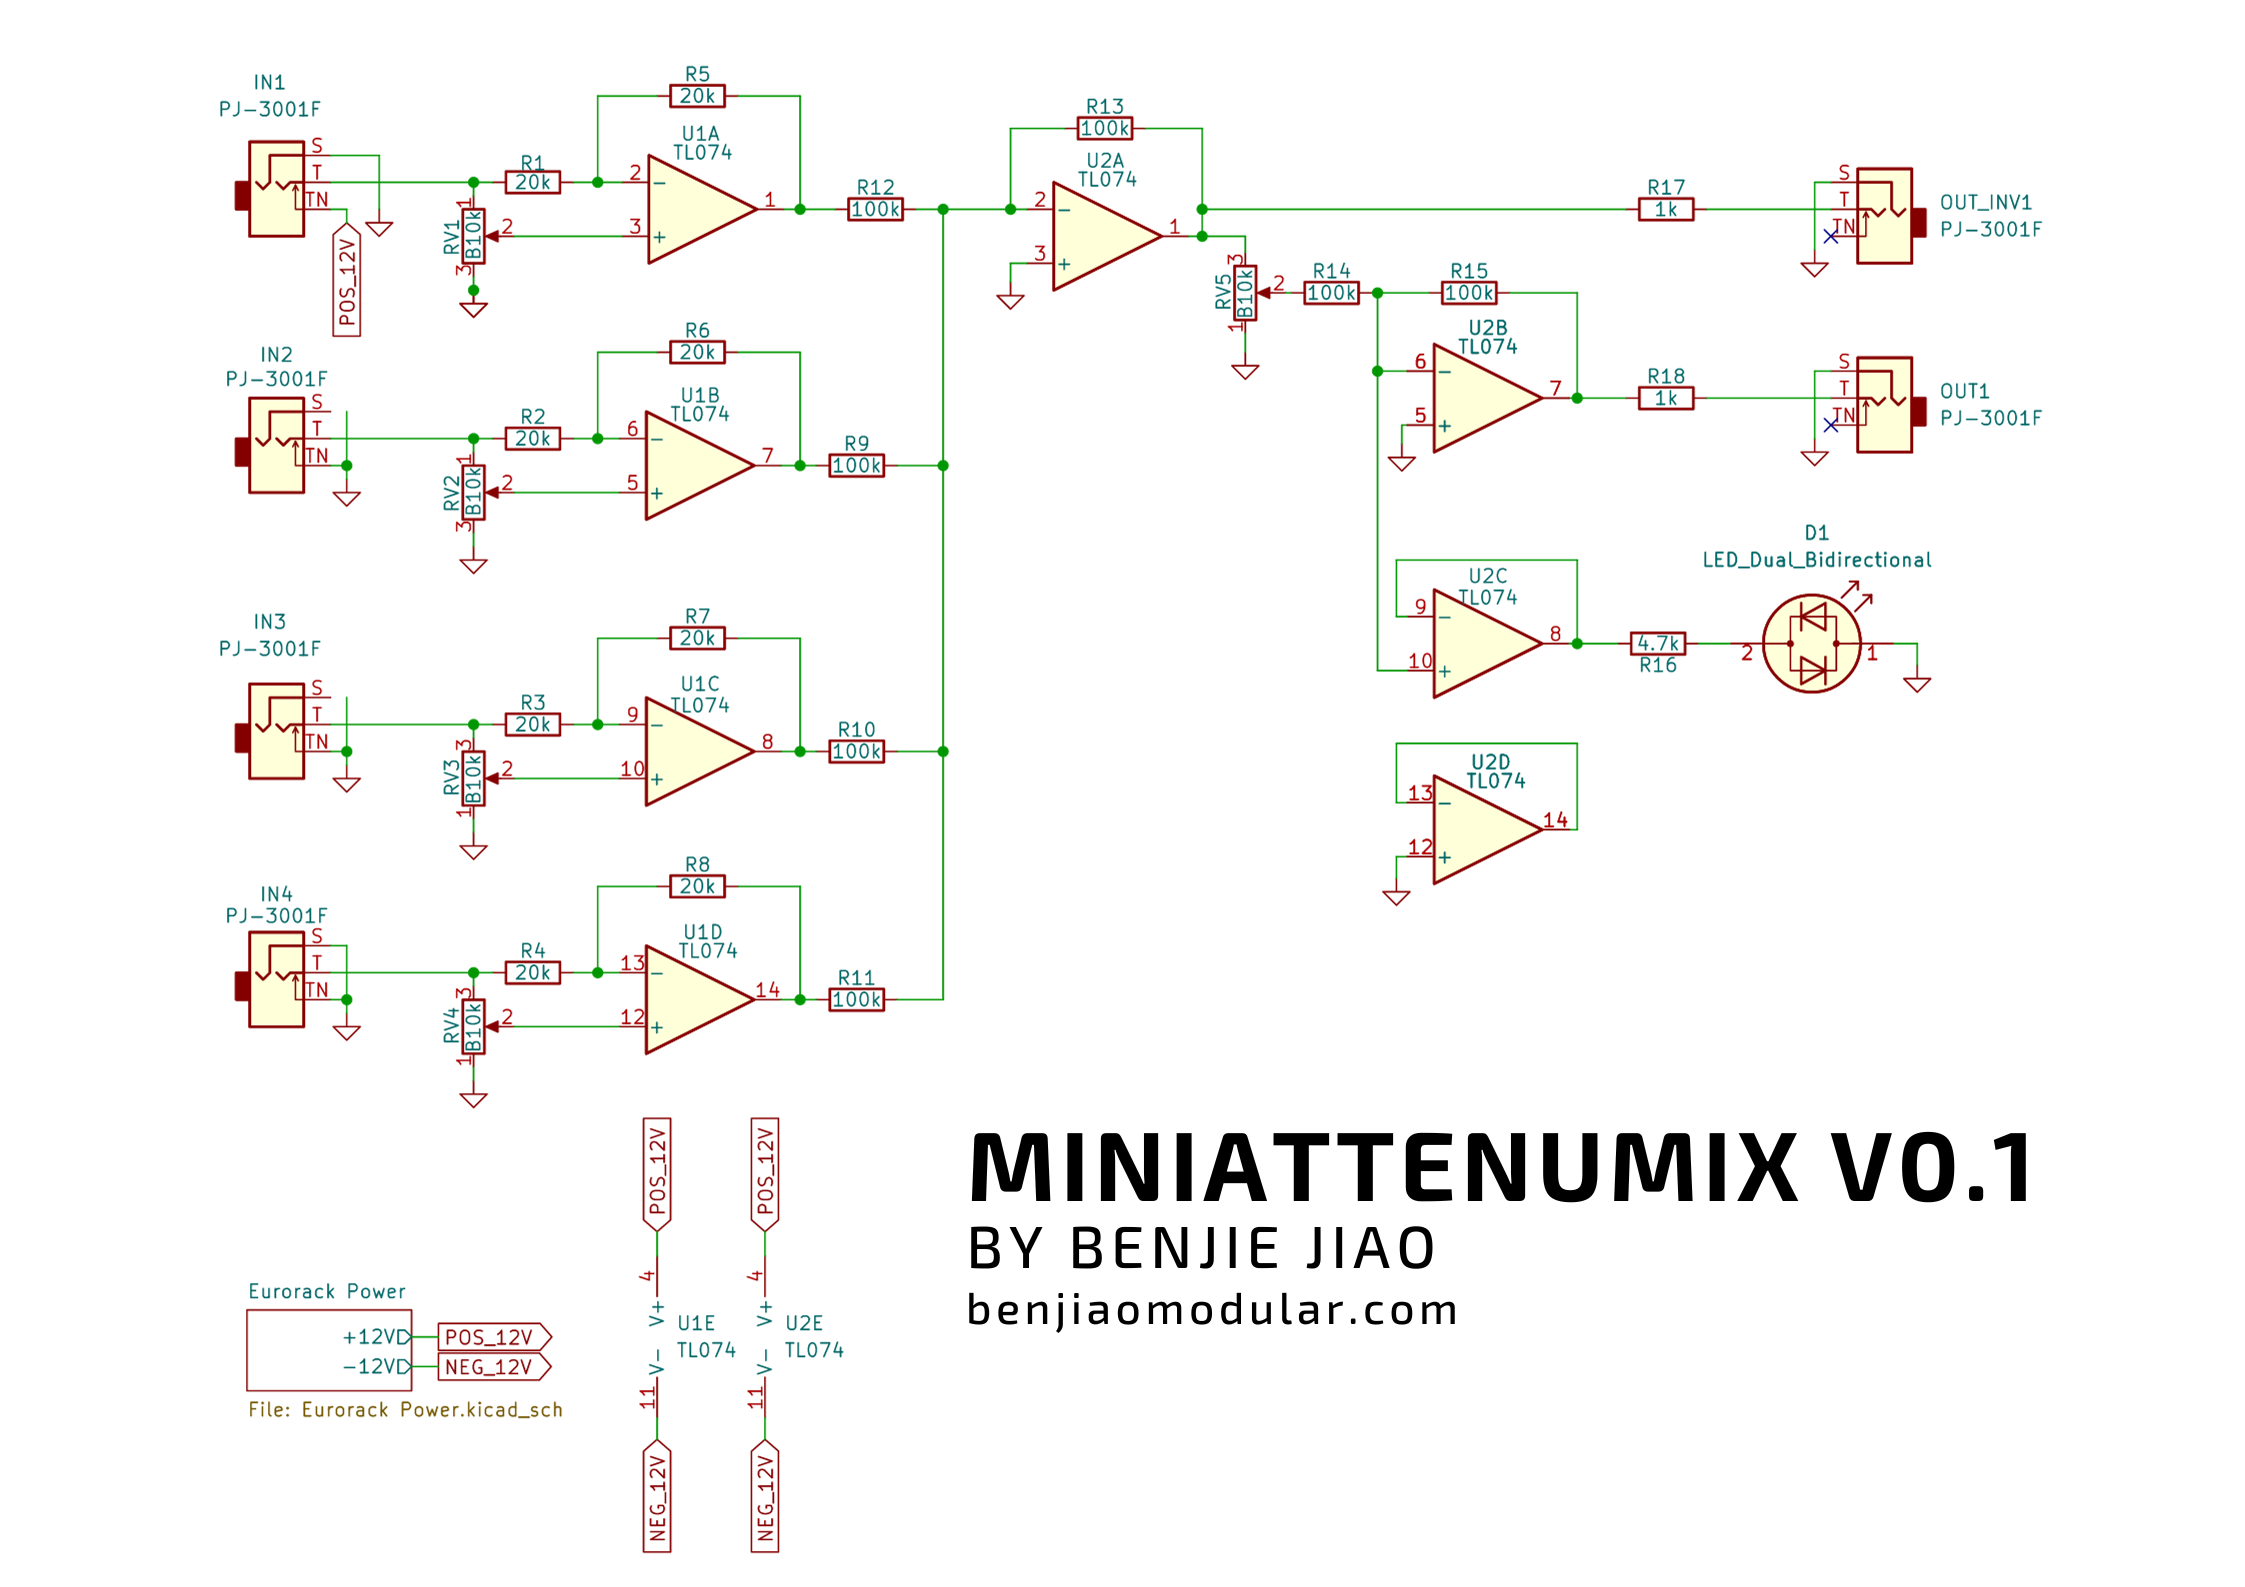 IN1
PJ-3001F
S
T
TN
POS_12V
RV1
B10k
1
2
3
R1
20k
R5
20k
U1A
TL074
2
3
1
−
+
R12
100k
IN2
PJ-3001F
S
T
TN
RV2
B10k
1
2
3
R2
20k
R6
20k
U1B
TL074
6
5
7
−
+
R9
100k
IN3
PJ-3001F
S
T
TN
RV3
B10k
3
2
1
R3
20k
R7
20k
U1C
TL074
9
10
8
−
+
R10
100k
IN4
PJ-3001F
S
T
TN
RV4
B10k
3
2
1
R4
20k
R8
20k
U1D
TL074
13
12
14
−
+
R11
100k
R13
100k
U2A
TL074
2
3
1
−
+
RV5
B10k
3
2
1
R14
100k
R15
100k
U2B
TL074
6
5
7
−
+
R17
1k
S
T
TN
OUT_INV1
PJ-3001F
R18
1k
S
T
TN
OUT1
PJ-3001F
U2C
TL074
9
10
8
−
+
4.7k
R16
D1
LED_Dual_Bidirectional
2
1
U2D
TL074
13
12
14
−
+
Eurorack Power
+12V
−12V
POS_12V
NEG_12V
File: Eurorack Power.kicad_sch
POS_12V
4
V+
V−
11
NEG_12V
U1E
TL074
POS_12V
4
V+
V−
11
NEG_12V
U2E
TL074
MINIATTENUMIX V0.1
BY BENJIE JIAO
benjiaomodular.com